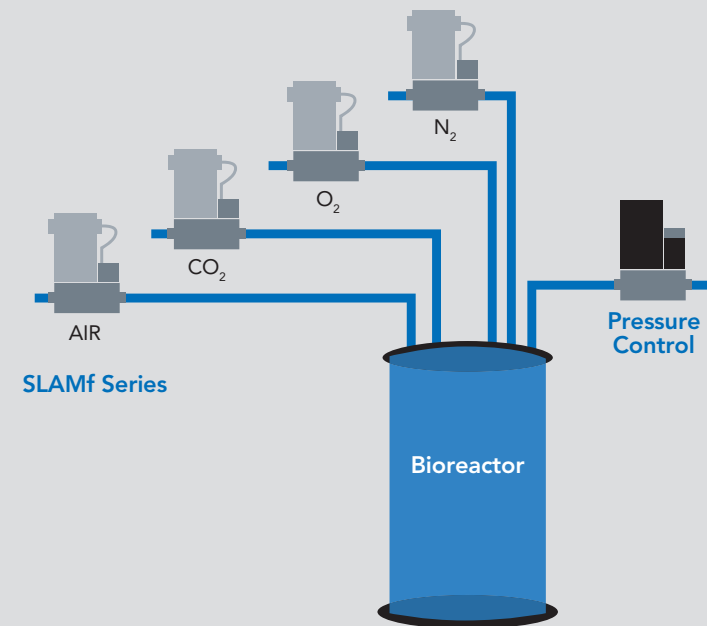 N₂
O₂
CO₂
AIR
Pressure
Control
SLAMf Series
Bioreactor